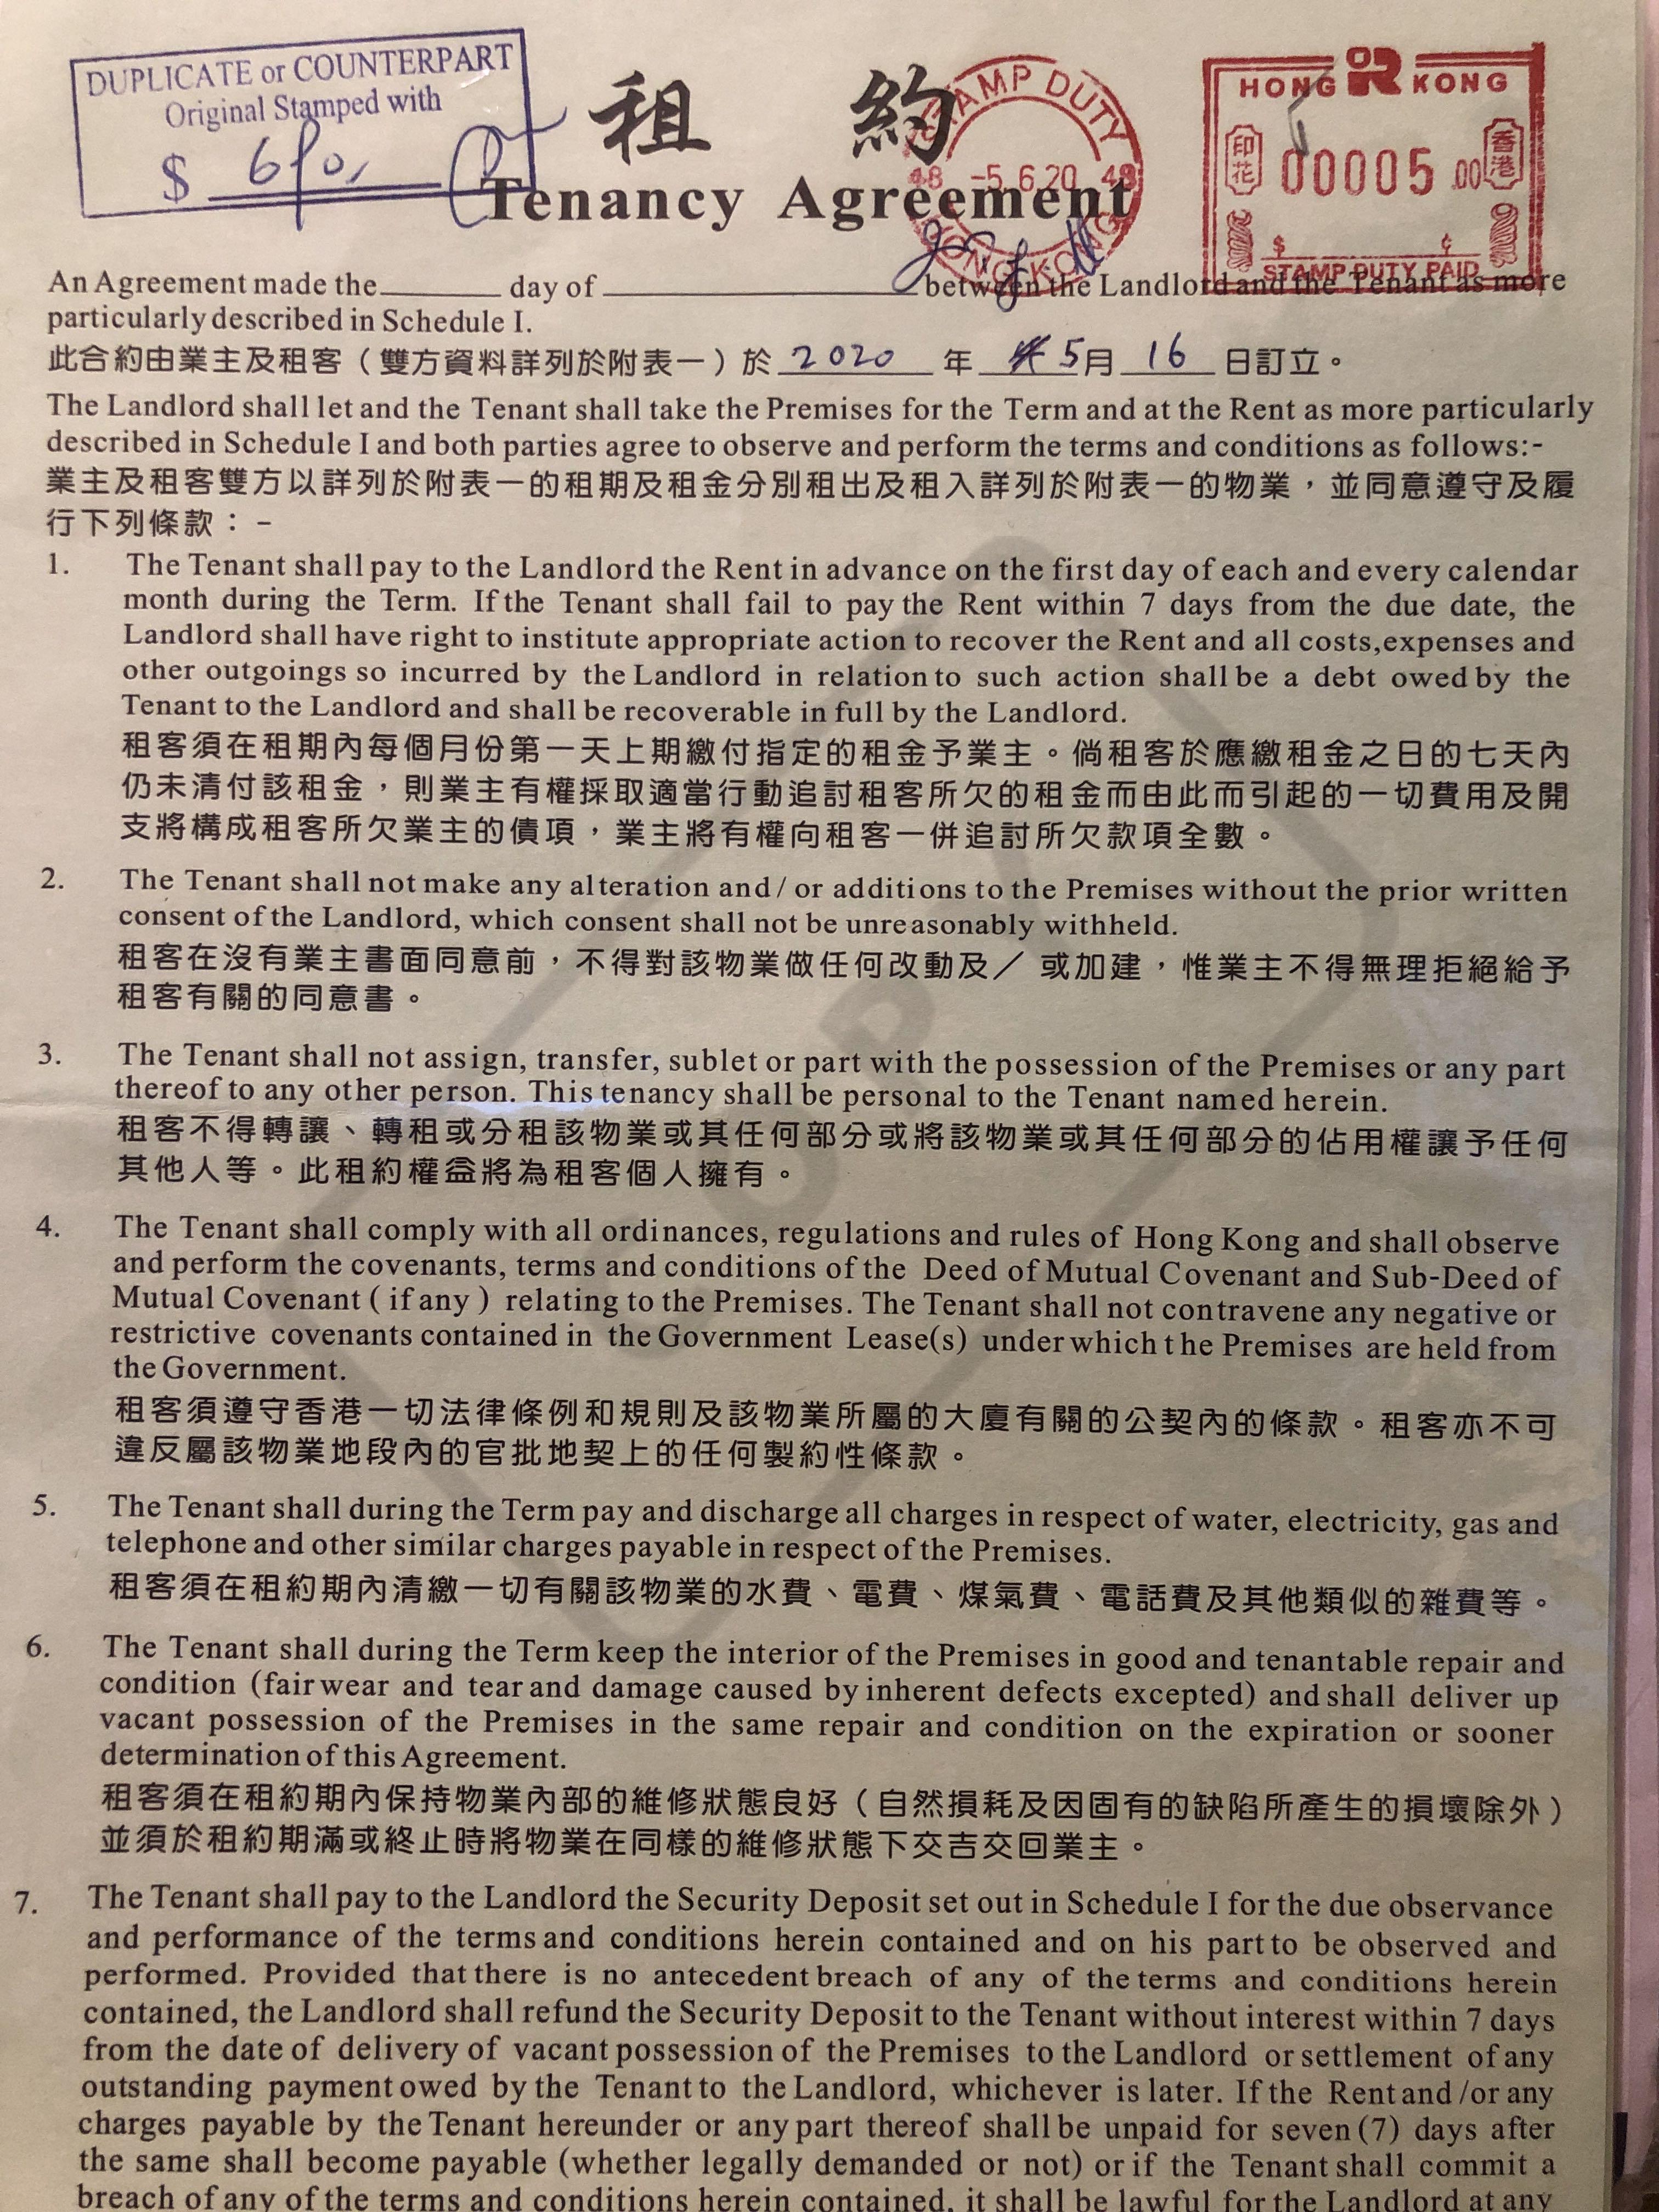 DUPLICATE or COUNTERPART
Original Stamped with
$
租 約
Tenancy Agreement
STAMP DUTY
48 -5.6.20 48
HONG KONG
HONG KONG
印花 00005 .00 香港
$ ¢
STAMP DUTY PAID
An Agreement made the day of between the Landlord and the Tenant as more
particularly described in Schedule I.
此合約由業主及租客（雙方資料詳列於附表一）於 2020 年 5月 16 日訂立。
The Landlord shall let and the Tenant shall take the Premises for the Term and at the Rent as more particularly
described in Schedule I and both parties agree to observe and perform the terms and conditions as follows:-
業主及租客雙方以詳列於附表一的租期及租金分別租出及租入詳列於附表一的物業，並同意遵守及履
行下列條款：－
1. The Tenant shall pay to the Landlord the Rent in advance on the first day of each and every calendar
month during the Term. If the Tenant shall fail to pay the Rent within 7 days from the due date, the
Landlord shall have right to institute appropriate action to recover the Rent and all costs,expenses and
other outgoings so incurred by the Landlord in relation to such action shall be a debt owed by the
Tenant to the Landlord and shall be recoverable in full by the Landlord.
租客須在租期內每個月份第一天上期繳付指定的租金予業主。倘租客於應繳租金之日的七天內
仍未清付該租金，則業主有權採取適當行動追討租客所欠的租金而由此而引起的一切費用及開
支將構成租客所欠業主的債項，業主將有權向租客一併追討所欠款項全數。
2. The Tenant shall not make any alteration and / or additions to the Premises without the prior written
consent of the Landlord, which consent shall not be unreasonably withheld.
租客在沒有業主書面同意前，不得對該物業做任何改動及／或加建，惟業主不得無理拒絕給予
租客有關的同意書。
3. The Tenant shall not assign, transfer, sublet or part with the possession of the Premises or any part
thereof to any other person. This tenancy shall be personal to the Tenant named herein.
租客不得轉讓、轉租或分租該物業或其任何部分或將該物業或其任何部分的佔用權讓予任何
其他人等。此租約權益將為租客個人擁有。
4. The Tenant shall comply with all ordinances, regulations and rules of Hong Kong and shall observe
and perform the covenants, terms and conditions of the Deed of Mutual Covenant and Sub-Deed of
Mutual Covenant ( if any ) relating to the Premises. The Tenant shall not contravene any negative or
restrictive covenants contained in the Government Lease(s) under which the Premises are held from
the Government.
租客須遵守香港一切法律條例和規則及該物業所屬的大廈有關的公契內的條款。租客亦不可
違反屬該物業地段內的官批地契上的任何製約性條款。
5. The Tenant shall during the Term pay and discharge all charges in respect of water, electricity, gas and
telephone and other similar charges payable in respect of the Premises.
租客須在租約期內清繳一切有關該物業的水費、電費、煤氣費、電話費及其他類似的雜費等。
6. The Tenant shall during the Term keep the interior of the Premises in good and tenantable repair and
condition (fair wear and tear and damage caused by inherent defects excepted) and shall deliver up
vacant possession of the Premises in the same repair and condition on the expiration or sooner
determination of this Agreement.
租客須在租約期內保持物業內部的維修狀態良好（自然損耗及因固有的缺陷所產生的損壞除外）
並須於租約期滿或終止時將物業在同樣的維修狀態下交吉交回業主。
7. The Tenant shall pay to the Landlord the Security Deposit set out in Schedule I for the due observance
and performance of the terms and conditions herein contained and on his part to be observed and
performed. Provided that there is no antecedent breach of any of the terms and conditions herein
contained, the Landlord shall refund the Security Deposit to the Tenant without interest within 7 days
from the date of delivery of vacant possession of the Premises to the Landlord or settlement of any
outstanding payment owed by the Tenant to the Landlord, whichever is later. If the Rent and /or any
charges payable by the Tenant hereunder or any part thereof shall be unpaid for seven (7) days after
the same shall become payable (whether legally demanded or not) or if the Tenant shall commit a
breach of any of the terms and conditions herein contained, it shall be lawful for the Landlord at any